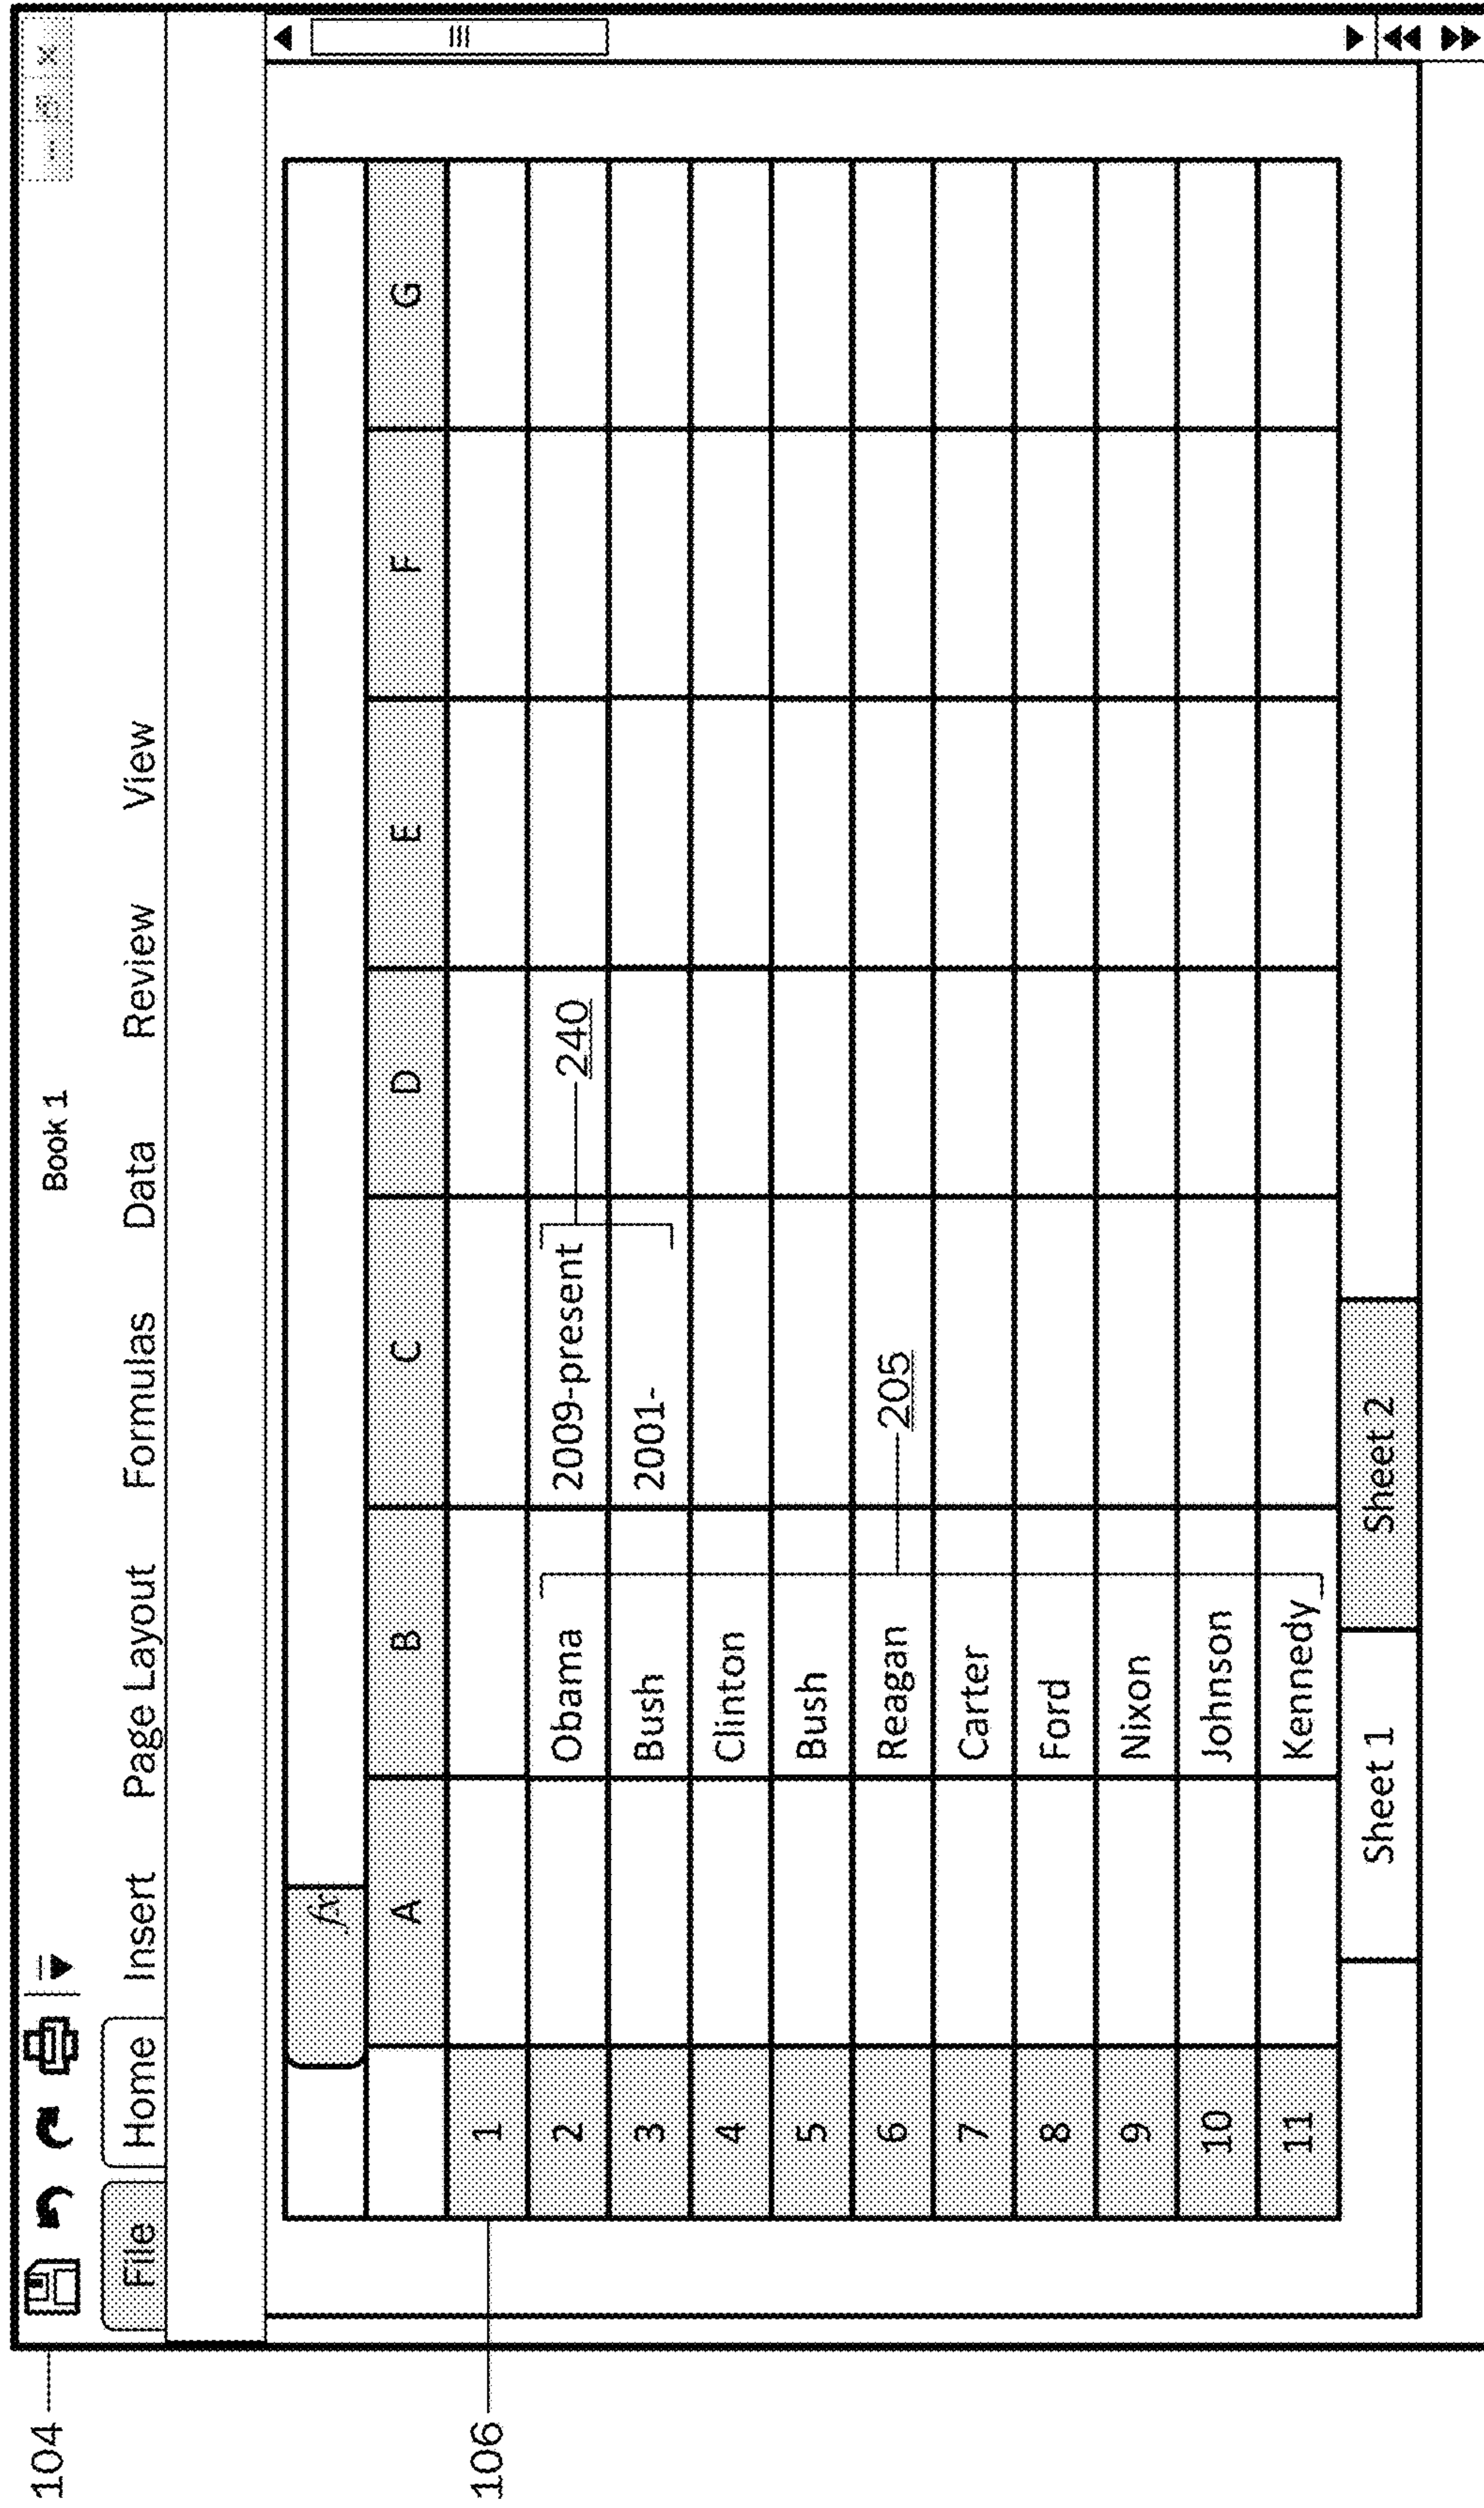 104
Book 1
File Home Insert Page Layout Formulas Data Review View
fx
A B C D E F G
106
1
2 Obama 2009-present 240
3 Bush 2001-
4 Clinton
5 Bush
6 Reagan 205
7 Carter
8 Ford
9 Nixon
10 Johnson
11 Kennedy
Sheet 1 Sheet 2